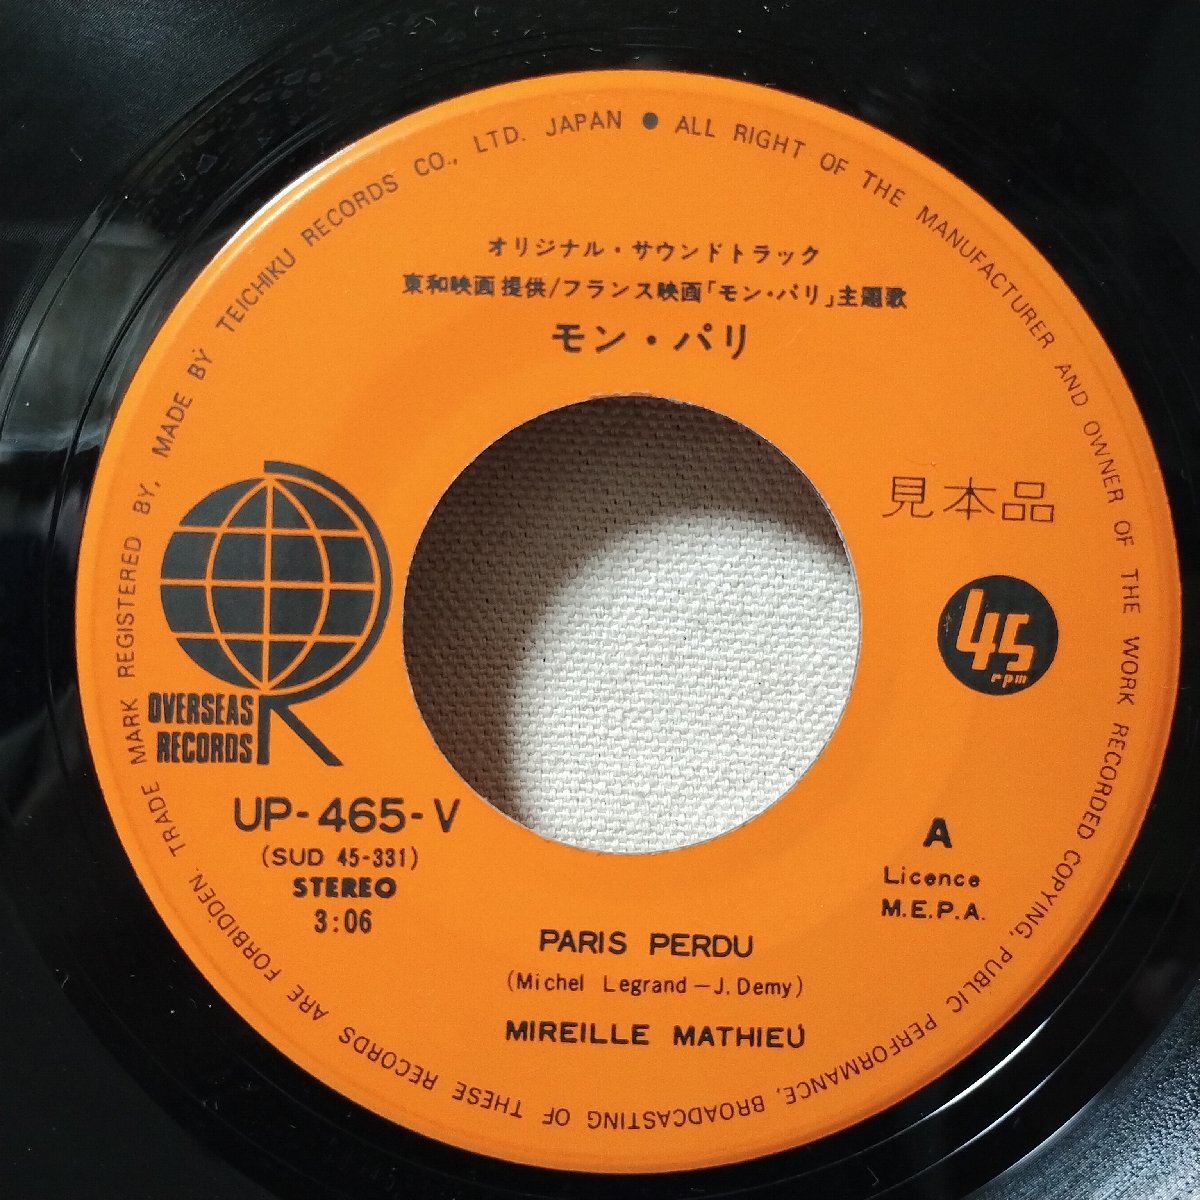 TRADE MARK REGISTERED BY, MADE BY TEICHIKU RECORDS CO., LTD. JAPAN ● ALL RIGHT OF THE MANUFACTURER AND OWNER OF THE WORK RECORDED COPYING, PUBLIC PERFORMANCE, BROADCASTING OF THESE RECORDS ARE FORBIDDEN.
オリジナル・サウンドトラック
東和映画提供/フランス映画「モン・パリ」主題歌
モン・パリ
見本品
45
rpm
OVERSEAS
RECORDS
R
UP-465-V
(SUD 45-331)
STEREO
3:06
A
Licence
M.E.P.A.
PARIS PERDU
(Michel Legrand—J. Demy)
MIREILLE MATHIEU